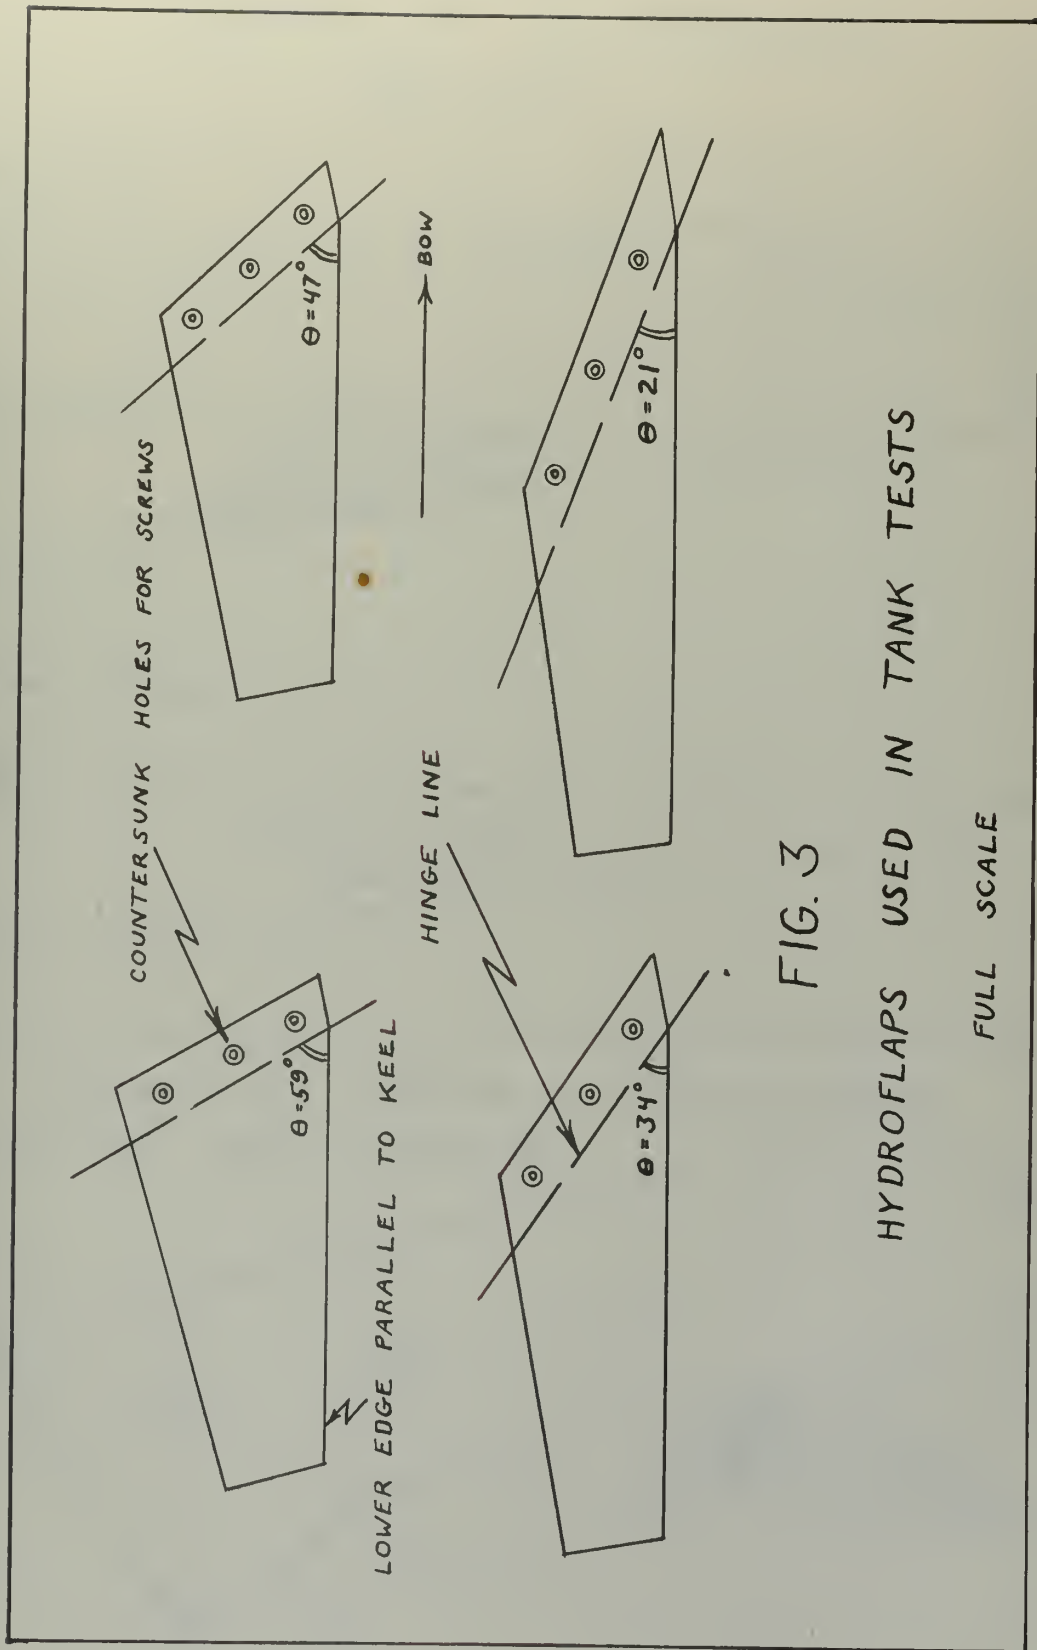 COUNTERSUNK HOLES FOR SCREWS
θ=59°
θ=47°
LOWER EDGE PARALLEL TO KEEL
BOW
HINGE LINE
θ=34°
θ=21°
FIG. 3
HYDROFLAPS USED IN TANK TESTS
FULL SCALE